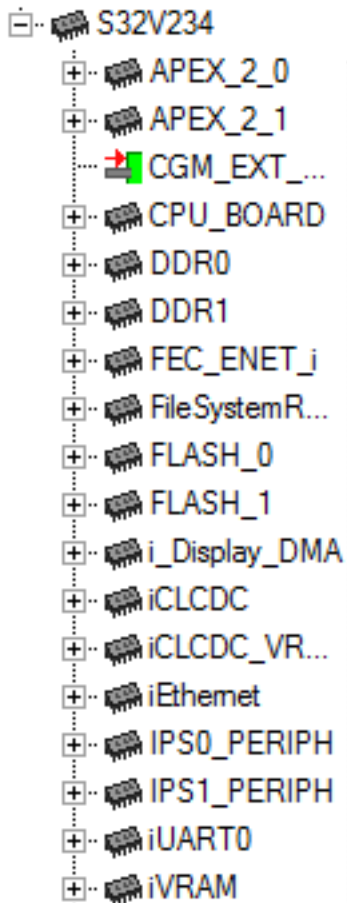 S32V234
APEX_2_0
APEX_2_1
CGM_EXT_...
CPU_BOARD
DDR0
DDR1
FEC_ENET_i
FileSystemR...
FLASH_0
FLASH_1
i_Display_DMA
iCLCDC
iCLCDC_VR...
iEthernet
IPS0_PERIPH
IPS1_PERIPH
iUART0
iVRAM